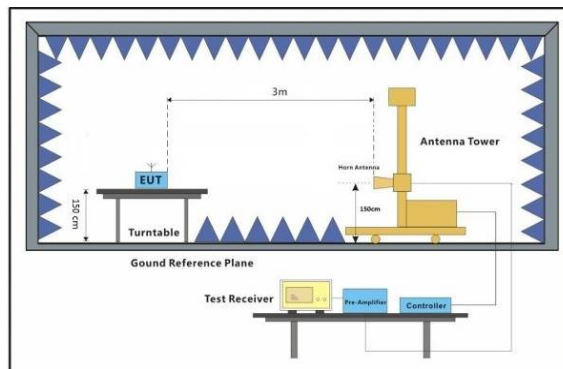 3m
Antenna Tower
Horn Antenna
EUT
150 cm
150cm
Turntable
Gound Reference Plane
Test Receiver
Pre-Amplifier
Controller